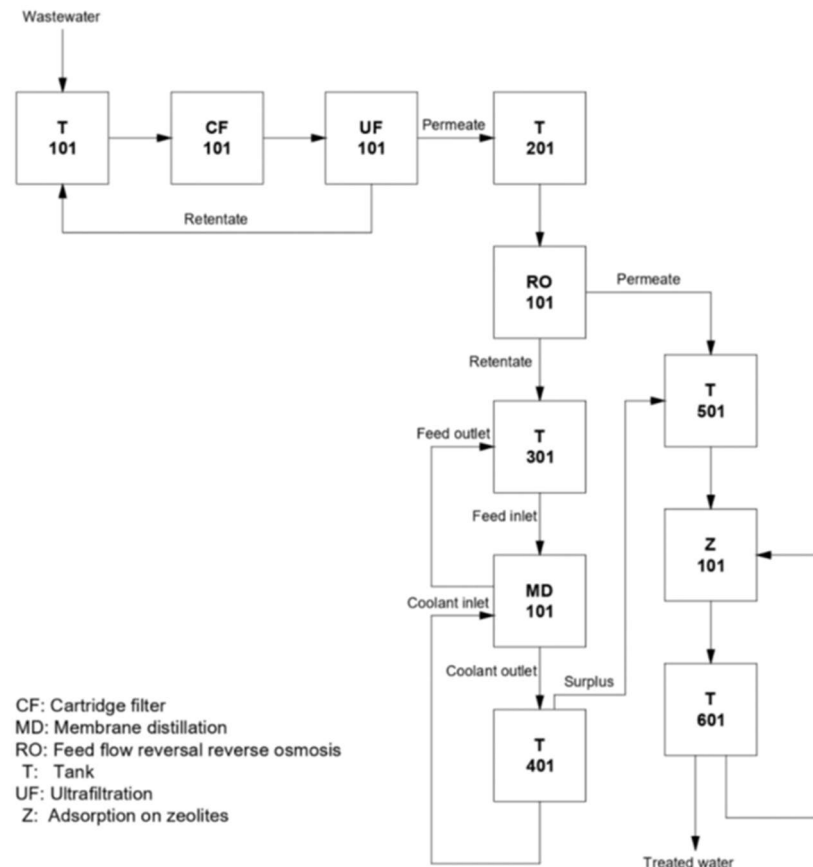 Wastewater
T
101
CF
101
UF
101
Permeate
T
201
Retentate
RO
101
Permeate
Retentate
T
501
Feed outlet
T
301
Feed inlet
Z
101
MD
101
Coolant inlet
Coolant outlet
Surplus
T
601
T
401
CF: Cartridge filter
MD: Membrane distillation
RO: Feed flow reversal reverse osmosis
T: Tank
UF: Ultrafiltration
Z: Adsorption on zeolites
Treated water